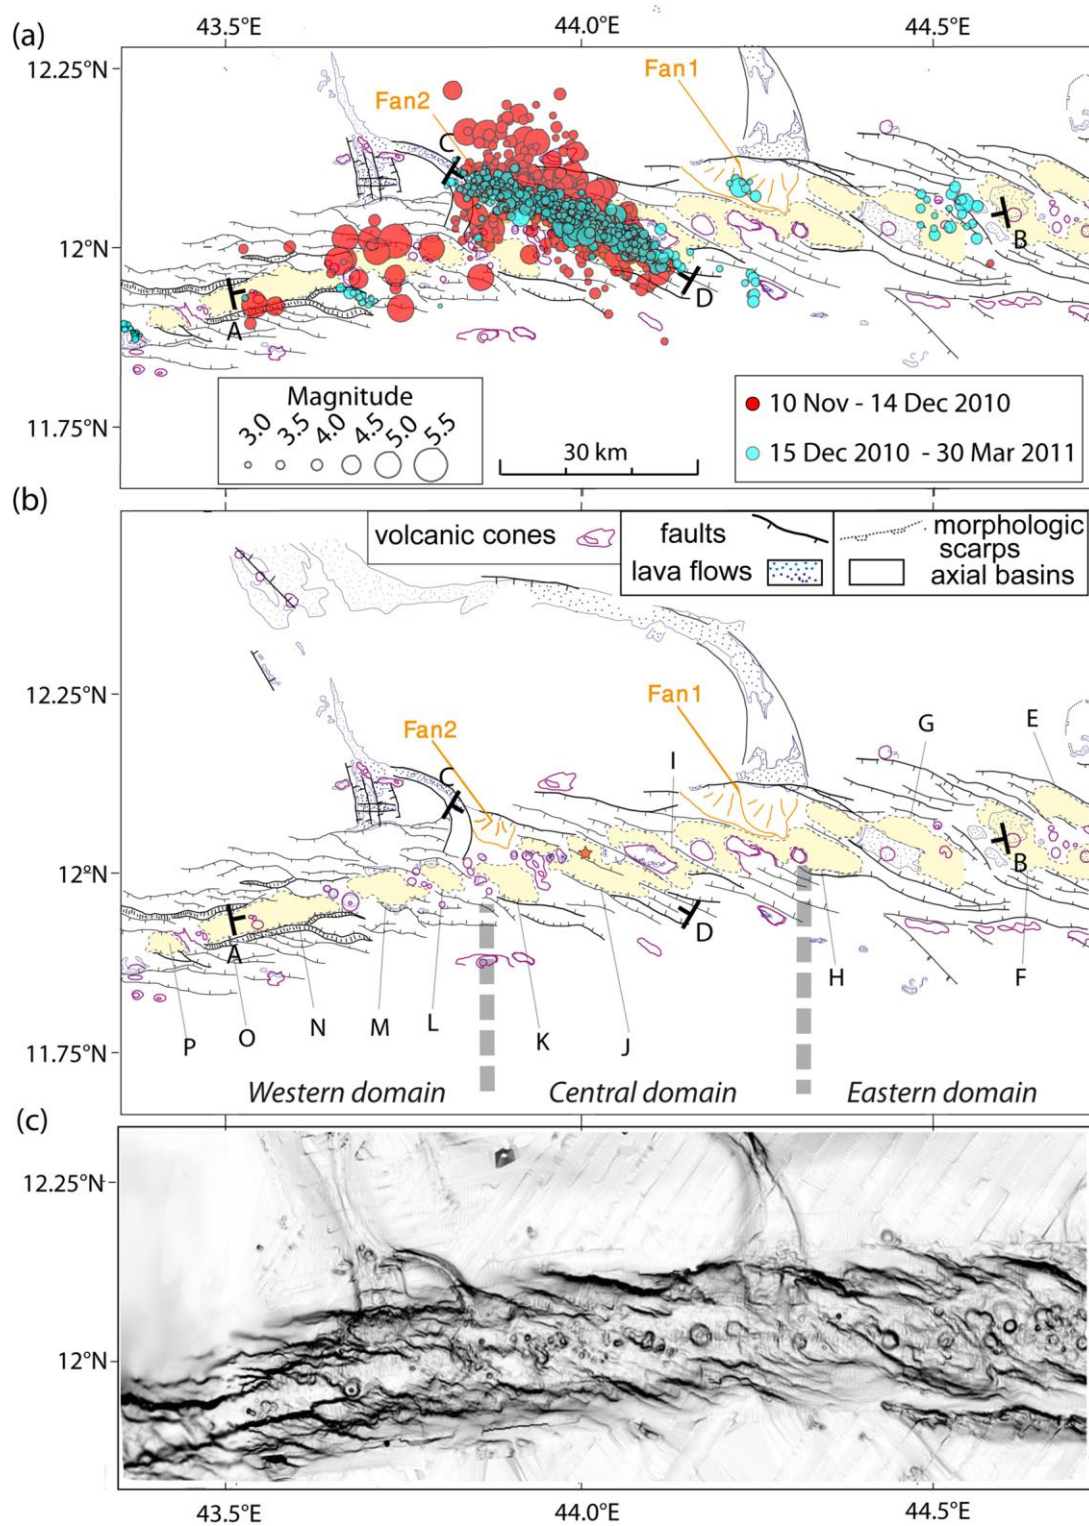 (a)
43.5°E 44.0°E 44.5°E
12.25°N
Fan1
Fan2
C
12°N
B
D
A
Magnitude
3.0 3.5 4.0 4.5 5.0 5.5
10 Nov - 14 Dec 2010
11.75°N
30 km
15 Dec 2010 - 30 Mar 2011
(b)
volcanic cones
faults
morphologic
scarps
lava flows
axial basins
12.25°N
Fan1
Fan2
G
E
I
C
12°N
B
A
D
H
F
P O N M L K J
11.75°N
Western domain Central domain Eastern domain
(c)
12.25°N
12°N
43.5°E 44.0°E 44.5°E